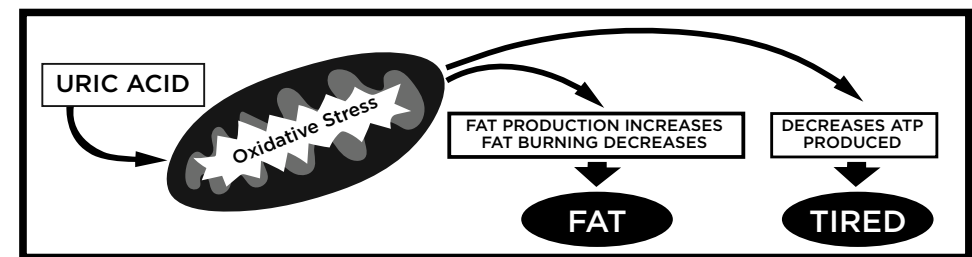 URIC ACID
Oxidative Stress
FAT PRODUCTION INCREASES
FAT BURNING DECREASES
DECREASES ATP
PRODUCED
FAT
TIRED